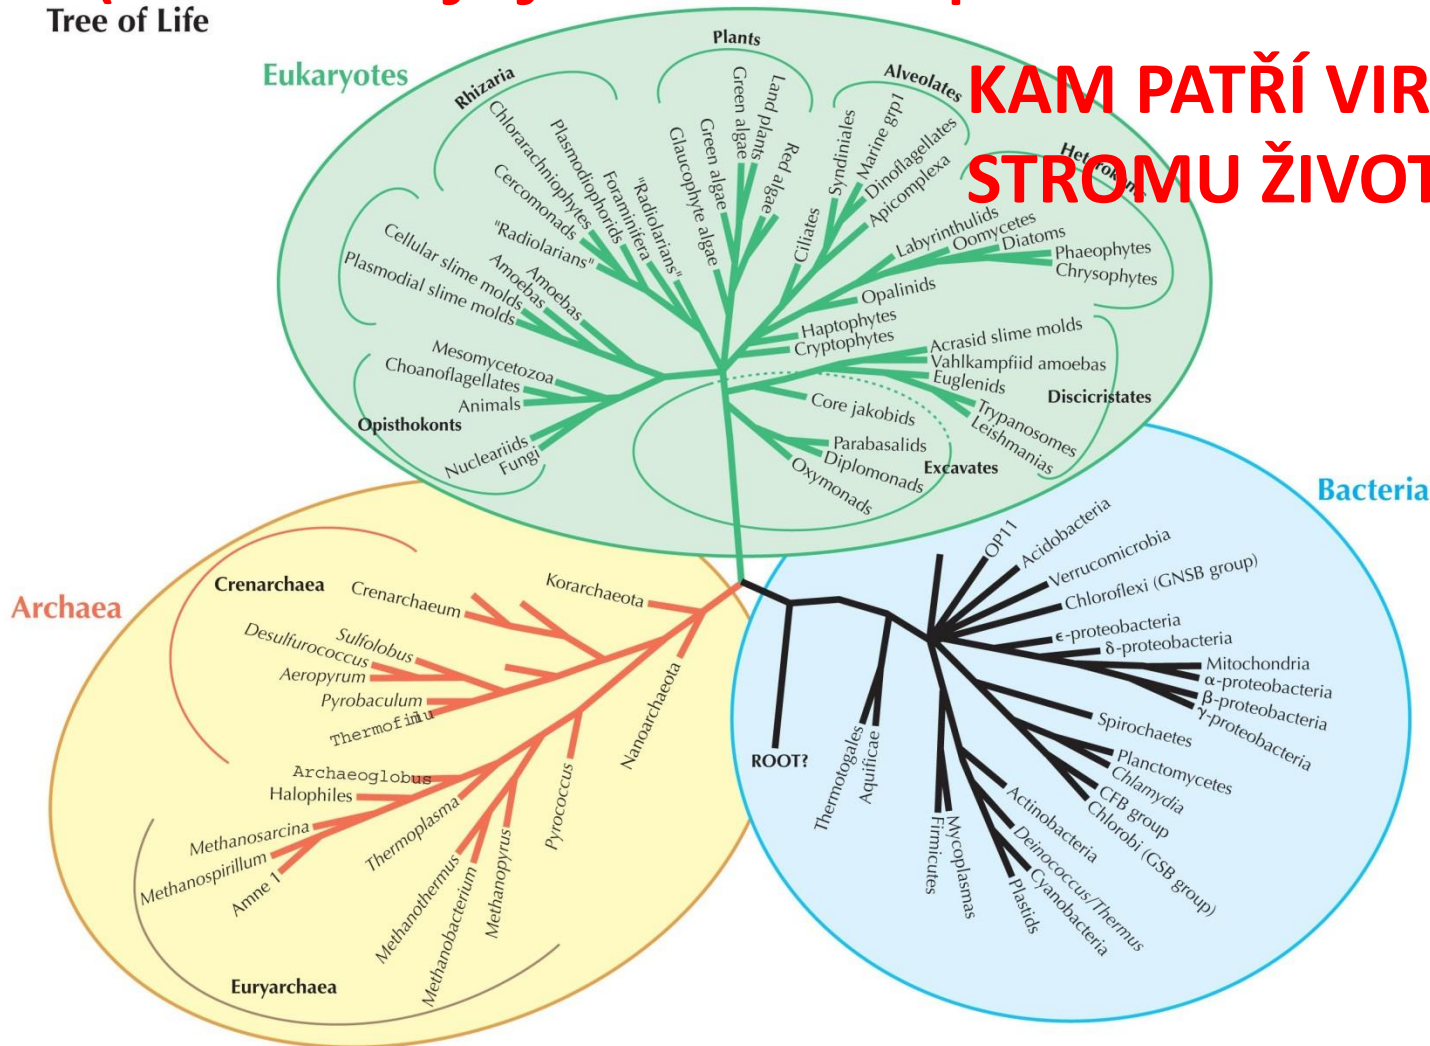 Tree of Life
KAM PATŘÍ VIR
STROMU ŽIVOT
Eukaryotes
Rhizaria
Plants
Alveolates
Chlorarachniophytes
Plasmodiophorids
Cercomonads
Foraminifera
"Radiolarians"
"Radiolarians"
Green algae
Glaucophyte algae
Green algae
Land plants
Red algae
Ciliates
Syndiniales
Marine grp1
Dinoflagellates
Apicomplexa
Labyrinthulids
Oomycetes
Diatoms
Phaeophytes
Chrysophytes
Opalinids
Haptophytes
Cryptophytes
Cellular slime molds
Plasmodial slime molds
Amoebas
Amoebas
Mesomycetozoa
Choanoflagellates
Animals
Opisthokonts
Nucleariids
Fungi
Acrasid slime molds
Vahlkampfiid amoebas
Euglenids
Discicristates
Trypanosomes
Leishmanias
Core jakobids
Parabasalids
Diplomonads
Oxymonads
Excavates
Archaea
Crenarchaea
Crenarchaeum
Korarchaeota
Desulfurococcus
Sulfolobus
Aeropyrum
Pyrobaculum
Nanoarchaeota
Archaeoglobus
Halophiles
Methanosarcina
Methanospirillum
Amne 1
Thermoplasma
Methanothermus
Methanobacterium
Methanopyrus
Pyrococcus
Euryarchaea
Bacteria
ROOT?
Thermotogales
Aquificae
OP11
Acidobacteria
Verrucomicrobia
Chloroflexi (GNSB group)
ϵ-proteobacteria
δ-proteobacteria
Mitochondria
α-proteobacteria
β-proteobacteria
γ-proteobacteria
Spirochaetes
Planctomycetes
Chlamydia
CFB group
Chlorobi (GSB group)
Actinobacteria
Deinococcus/Thermus
Cyanobacteria
Plastids
Mycoplasmas
Firmicutes